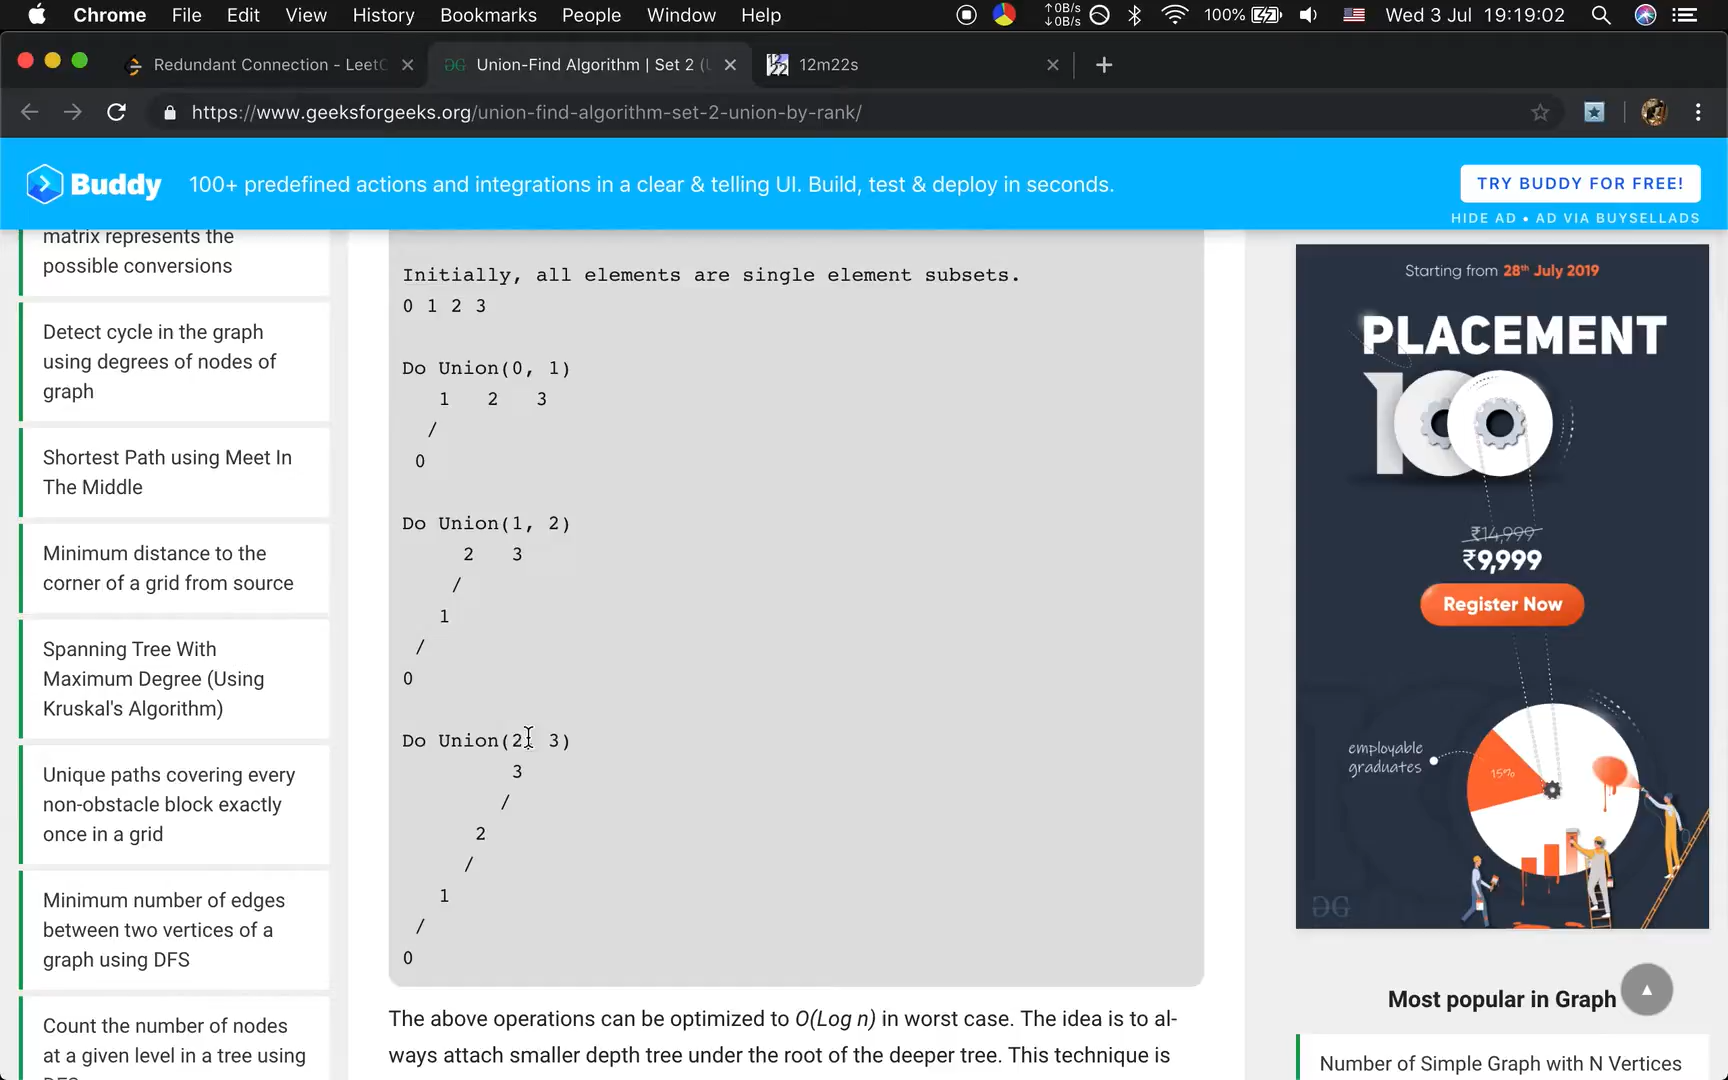 Chrome File Edit View History Bookmarks People Window Help
↑0B/s
↓0B/s
100%
Wed 3 Jul 19:19:02
Redundant Connection - LeetC
Union-Find Algorithm | Set 2 (U
12m22s
https://www.geeksforgeeks.org/union-find-algorithm-set-2-union-by-rank/
Buddy
100+ predefined actions and integrations in a clear & telling UI. Build, test & deploy in seconds.
TRY BUDDY FOR FREE!
HIDE AD • AD VIA BUYSELLADS
matrix represents the
possible conversions
Detect cycle in the graph
using degrees of nodes of
graph
Shortest Path using Meet In
The Middle
Minimum distance to the
corner of a grid from source
Spanning Tree With
Maximum Degree (Using
Kruskal's Algorithm)
Unique paths covering every
non-obstacle block exactly
once in a grid
Minimum number of edges
between two vertices of a
graph using DFS
Count the number of nodes
at a given level in a tree using
Initially, all elements are single element subsets.
0 1 2 3
Do Union(0, 1)
1 2 3
/
0
Do Union(1, 2)
2 3
/
1
/
0
Do Union(2, 3)
3
/
2
/
1
/
0
The above operations can be optimized to O(Log n) in worst case. The idea is to al-
ways attach smaller depth tree under the root of the deeper tree. This technique is
Starting from 28th July 2019
PLACEMENT
100
₹14,999
₹9,999
Register Now
employable
graduates
15%
GG
Most popular in Graph
▲
Number of Simple Graph with N Vertices